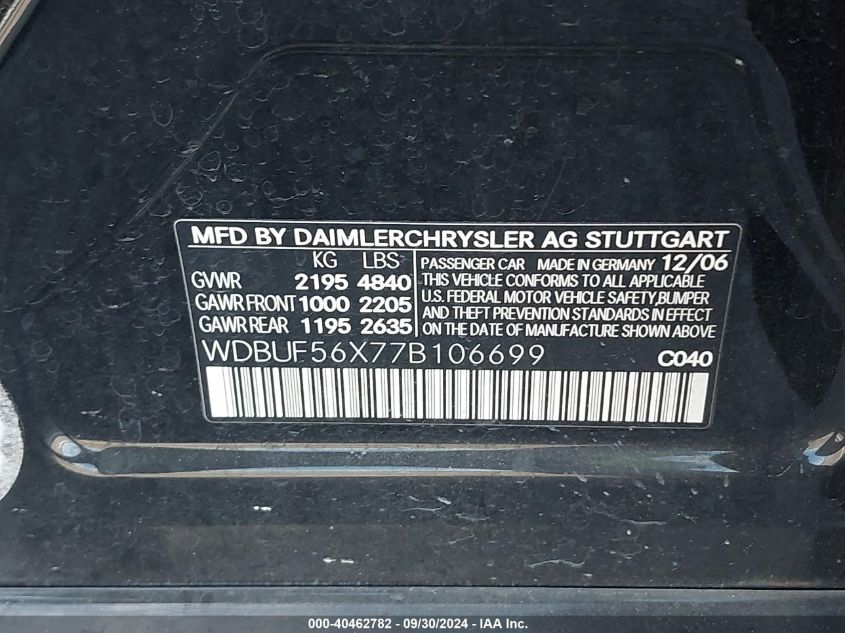 MFD BY DAIMLERCHRYSLER AG STUTTGART
KG LBS
GVWR 2195 4840
GAWR FRONT 1000 2205
GAWR REAR 1195 2635
PASSENGER CAR MADE IN GERMANY 12/06
THIS VEHICLE CONFORMS TO ALL APPLICABLE
U.S. FEDERAL MOTOR VEHICLE SAFETY, BUMPER
AND THEFT PREVENTION STANDARDS IN EFFECT
ON THE DATE OF MANUFACTURE SHOWN ABOVE
WDBUF56X77B106699 C040
000-40462782 - 09/30/2024 - IAA, Inc.